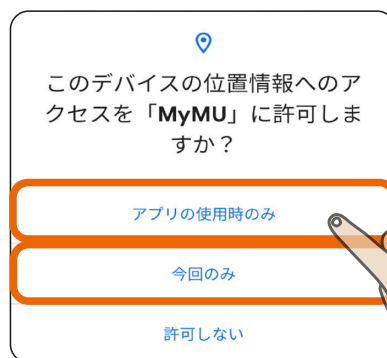 このデバイスの位置情報へのア
クセスを「MyMU」に許可しま
すか？
アプリの使用時のみ
今回のみ
許可しない